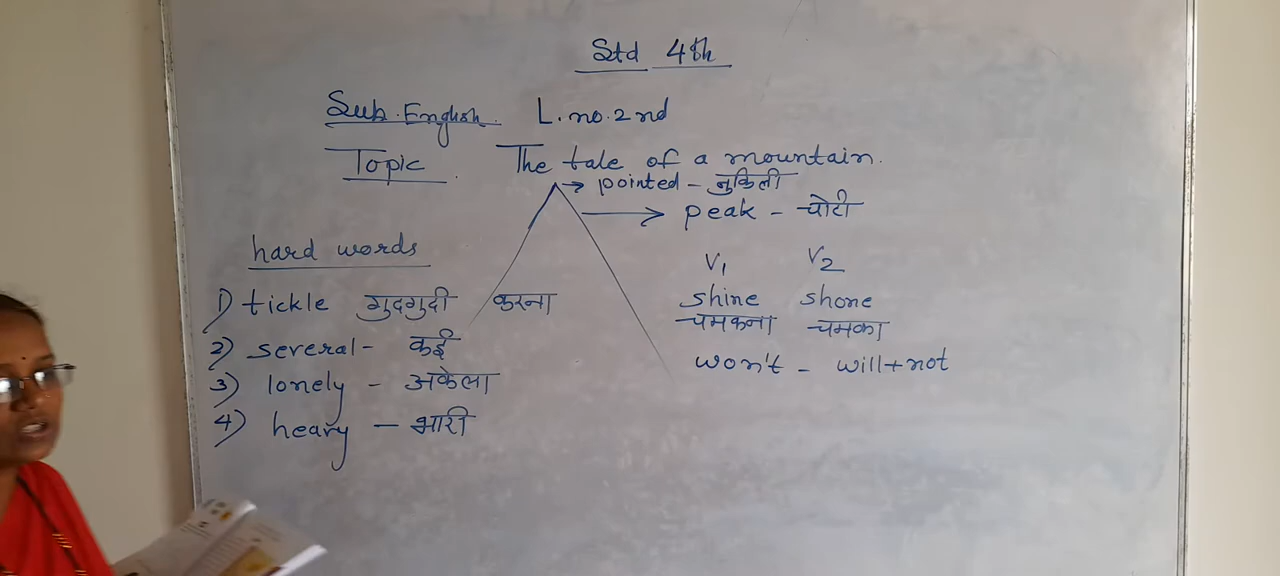 Std 4th
Sub. English. L. no. 2nd
Topic. The tale of a mountain.
→ pointed - नुकिली
→ peak - चोटी
hard words
1) tickle गुदगुदी करना
2) several - कई
3) lonely - अकेला
4) heavy - भारी
V1 V2
shine shone
चमकना चमका
won't - will+not